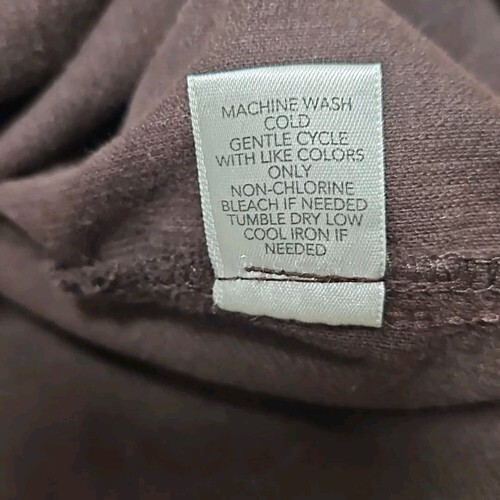 MACHINE WASH
COLD
GENTLE CYCLE
WITH LIKE COLORS
ONLY
NON-CHLORINE
BLEACH IF NEEDED
TUMBLE DRY LOW
COOL IRON IF
NEEDED